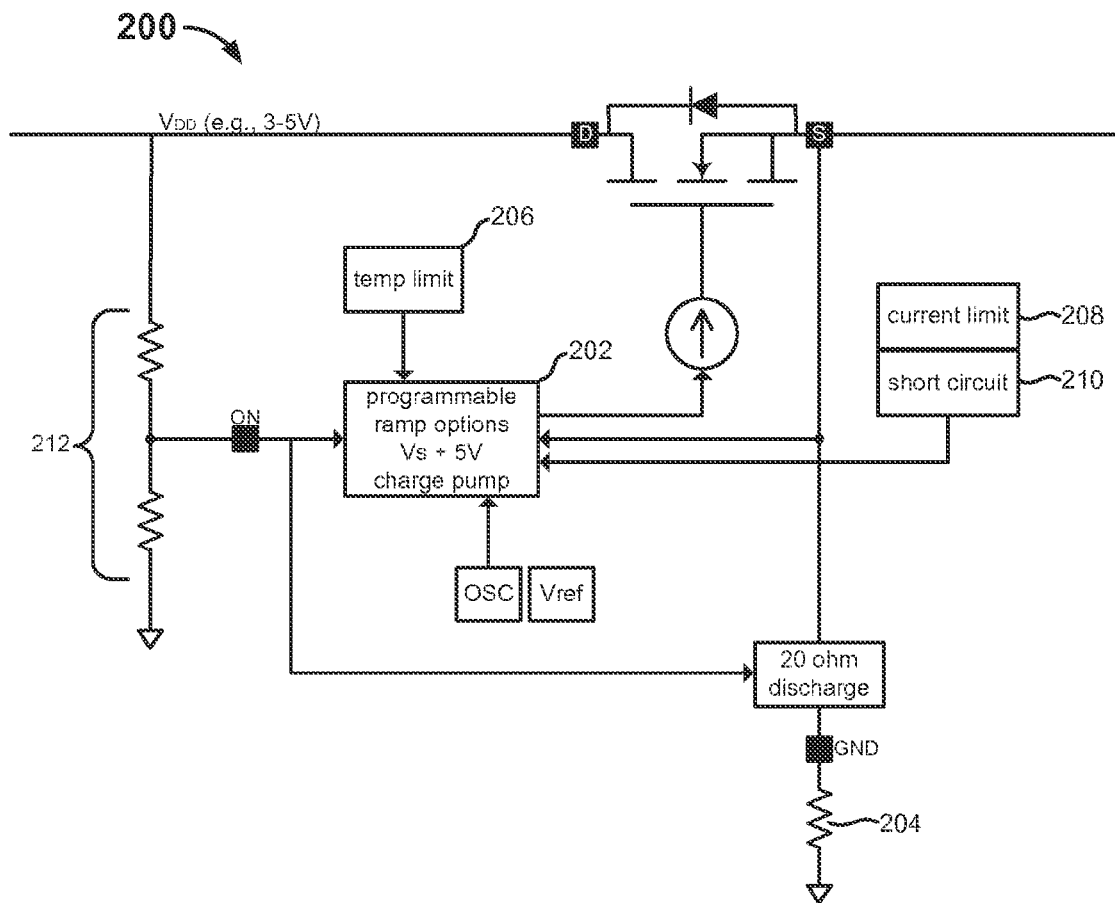 200
VDD (e.g., 3-5V)
D
S
206
temp limit
202
current limit
208
short circuit
210
programmable
ramp options
Vs + 5V
charge pump
ON
212
OSC
Vref
20 ohm
discharge
GND
204